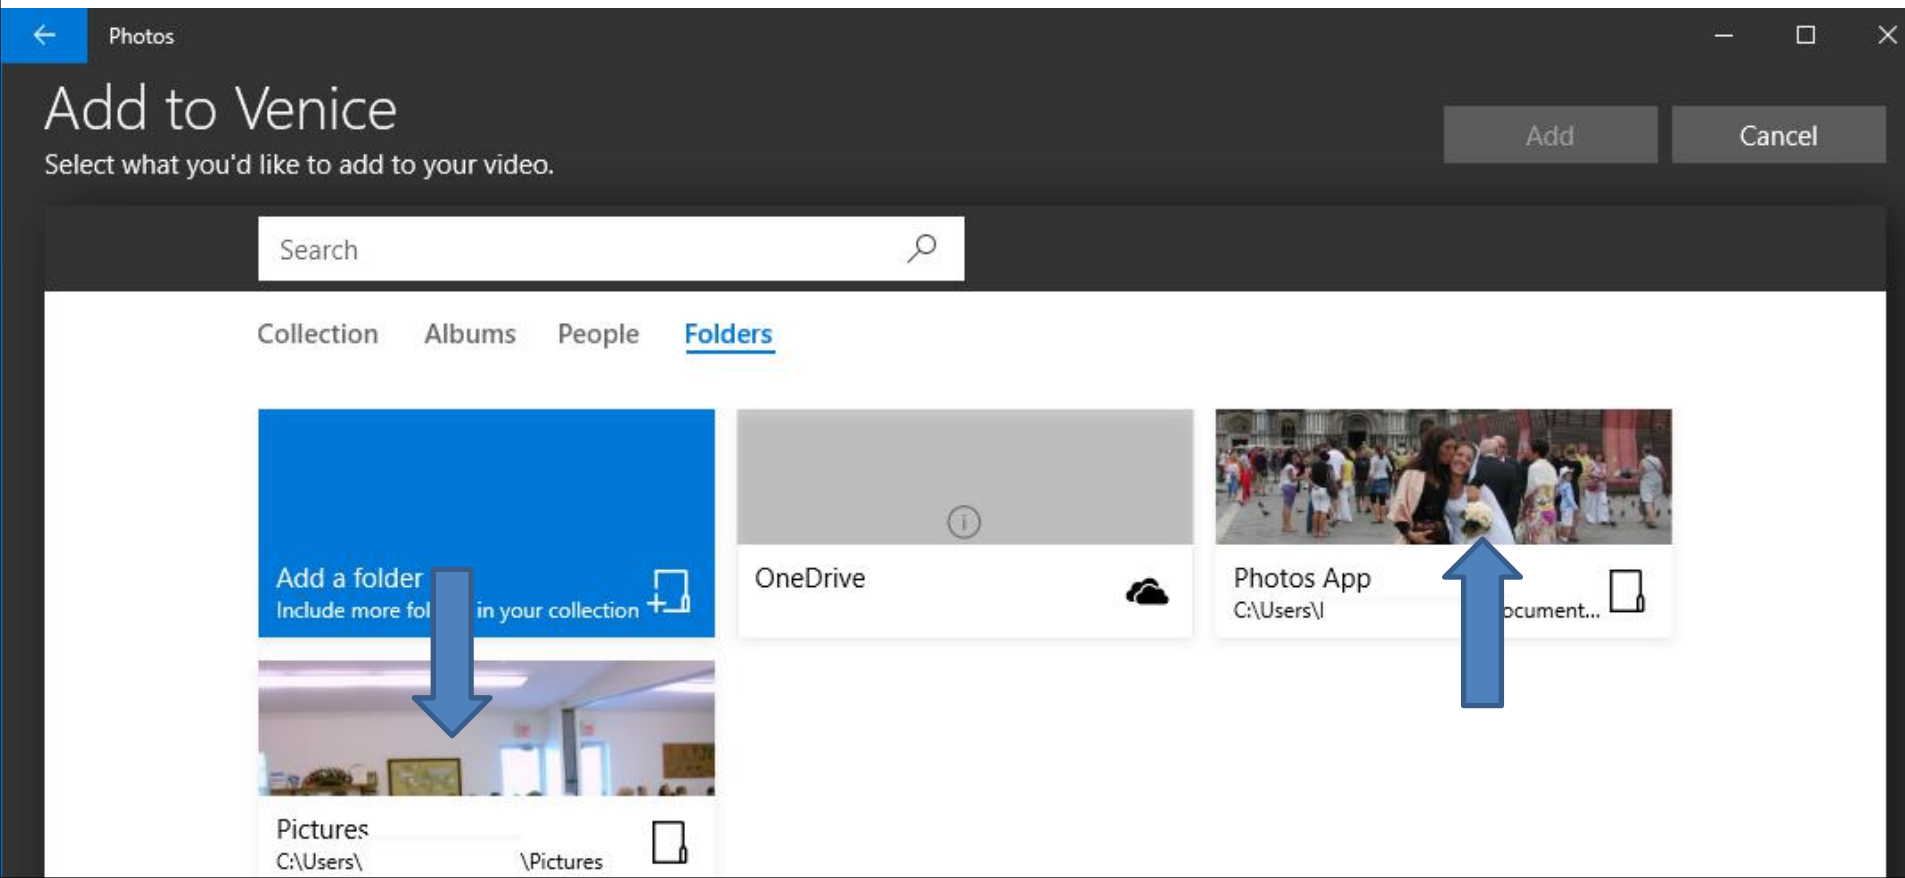 Photos
Add to Venice
Select what you'd like to add to your video.
Add
Cancel
Search
Collection Albums People Folders
Add a folder
Include more fol in your collection
OneDrive
Photos App
C:\Users\ ocument...
Pictures
C:\Users\ \Pictures